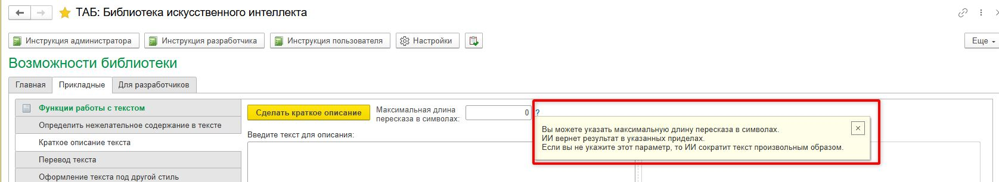 ТАБ: Библиотека искусственного интеллекта
Инструкция администратора
Инструкция разработчика
Инструкция пользователя
Настройки
Еще
Возможности библиотеки
Главная
Прикладные
Для разработчиков
Функции работы с текстом
Определить нежелательное содержание в тексте
Краткое описание текста
Перевод текста
Оформление текста под другой стиль
Сделать краткое описание
Максимальная длина
пересказа в символах:
0
?
Введите текст для описания:
Вы можете указать максимальную длину пересказа в символах.
ИИ вернет результат в указанных приделах.
Если вы не укажите этот параметр, то ИИ сократит текст произвольным образом.